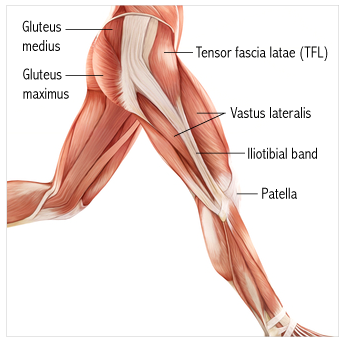 Gluteus
medius
Gluteus
maximus
Tensor fascia latae (TFL)
Vastus lateralis
Iliotibial band
Patella